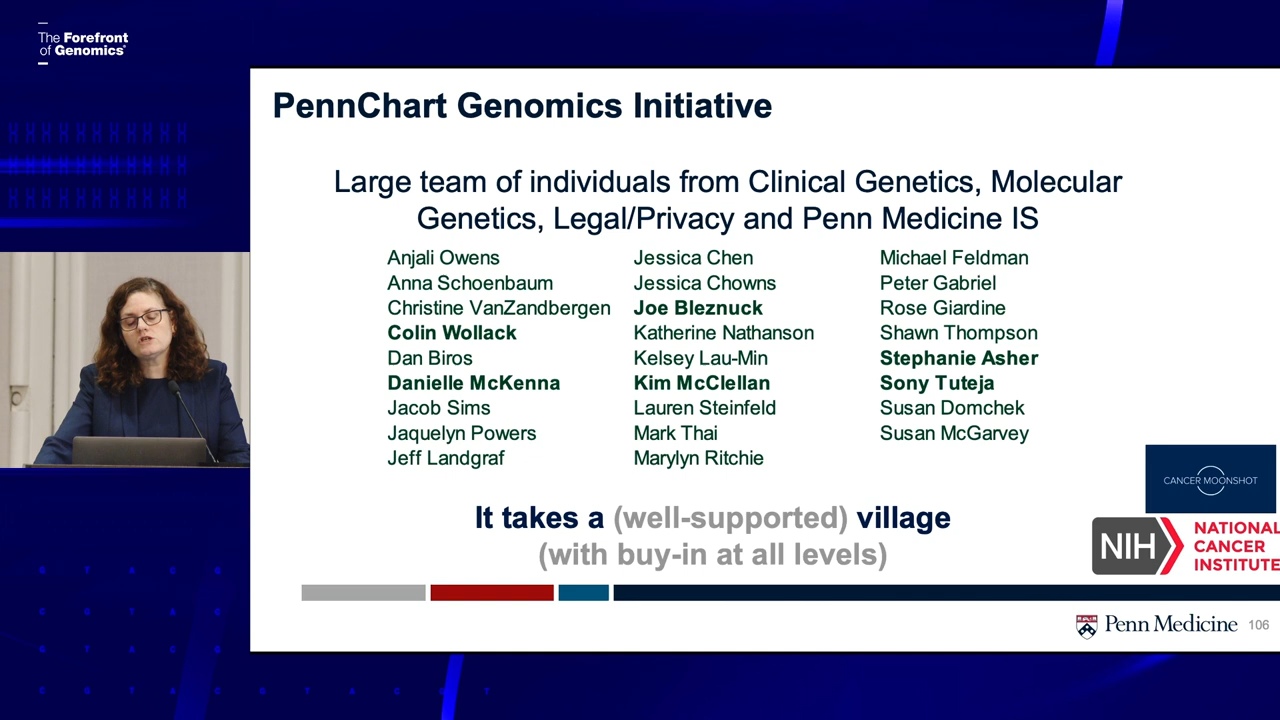 The Forefront
of Genomics®
PennChart Genomics Initiative
Large team of individuals from Clinical Genetics, Molecular
Genetics, Legal/Privacy and Penn Medicine IS
Anjali Owens
Anna Schoenbaum
Christine VanZandbergen
Colin Wollack
Dan Biros
Danielle McKenna
Jacob Sims
Jaquelyn Powers
Jeff Landgraf
Jessica Chen
Jessica Chowns
Joe Bleznuck
Katherine Nathanson
Kelsey Lau-Min
Kim McClellan
Lauren Steinfeld
Mark Thai
Marylyn Ritchie
Michael Feldman
Peter Gabriel
Rose Giardine
Shawn Thompson
Stephanie Asher
Sony Tuteja
Susan Domchek
Susan McGarvey
It takes a (well-supported) village
(with buy-in at all levels)
CANCER MOONSHOT
NIH
NATIONAL
CANCER
INSTITUTE
Penn Medicine
106